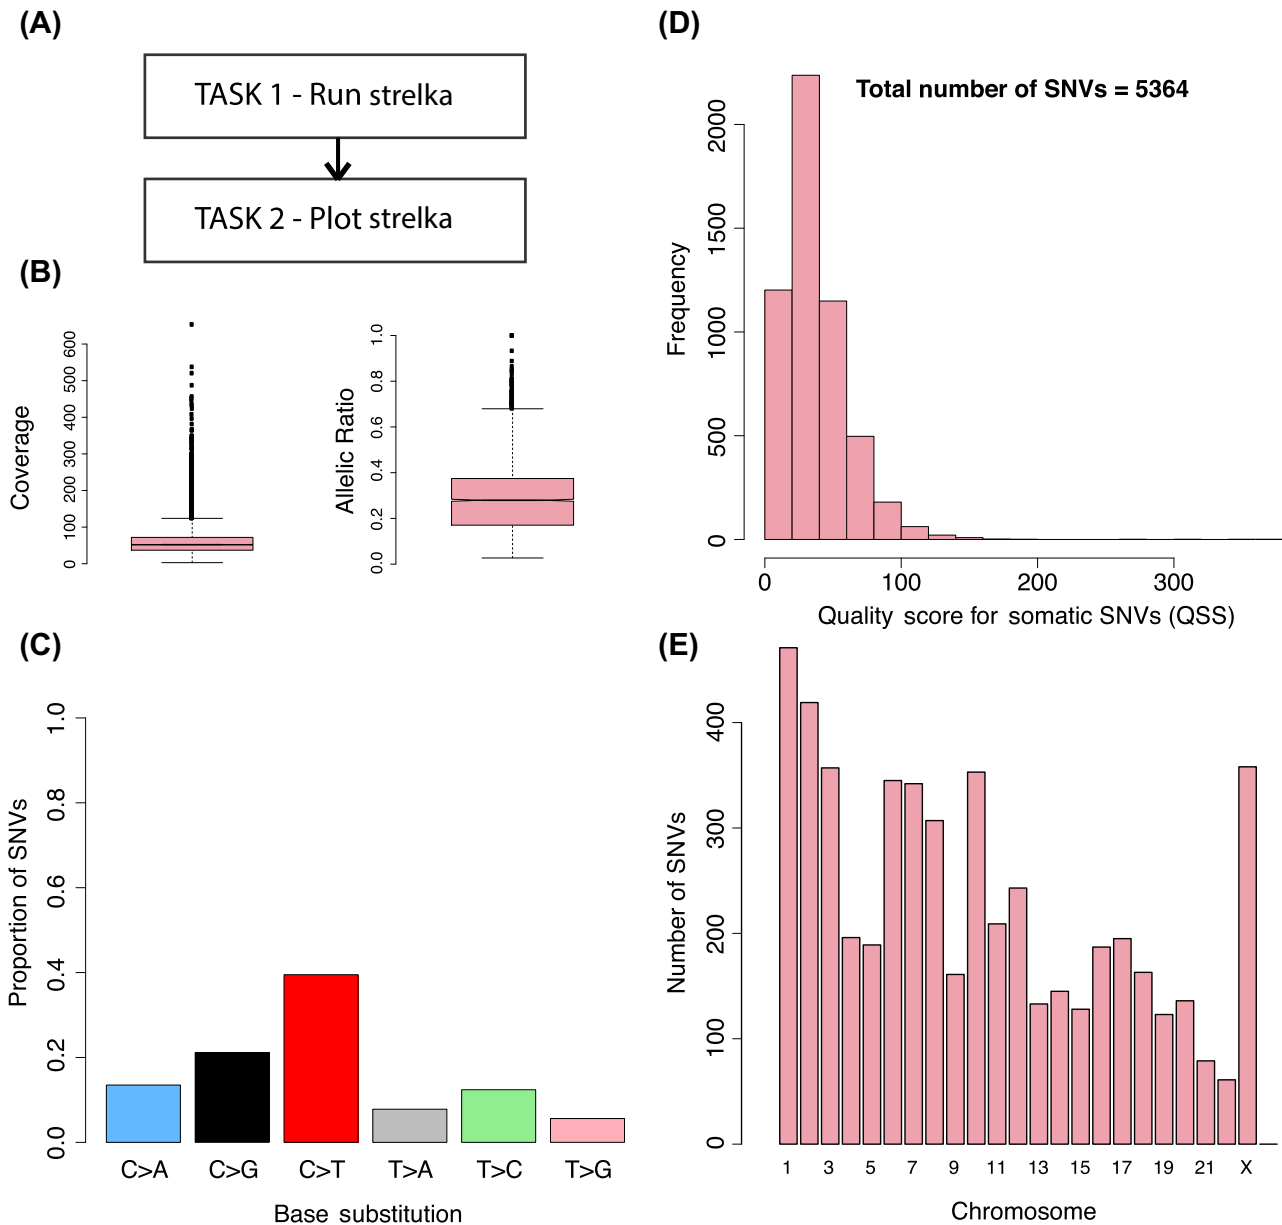 (A)
TASK 1 - Run strelka
TASK 2 - Plot strelka
(B)
Coverage
0 100 200 300 400 500 600
Allelic Ratio
0.0 0.2 0.4 0.6 0.8 1.0
(C)
Proportion of SNVs
0.0 0.2 0.4 0.6 0.8 1.0
C>A C>G C>T T>A T>C T>G
Base substitution
(D)
Total number of SNVs = 5364
Frequency
0 500 1000 1500 2000
0 100 200 300
Quality score for somatic SNVs (QSS)
(E)
Number of SNVs
0 100 200 300 400
1 3 5 7 9 11 13 15 17 19 21 X
Chromosome